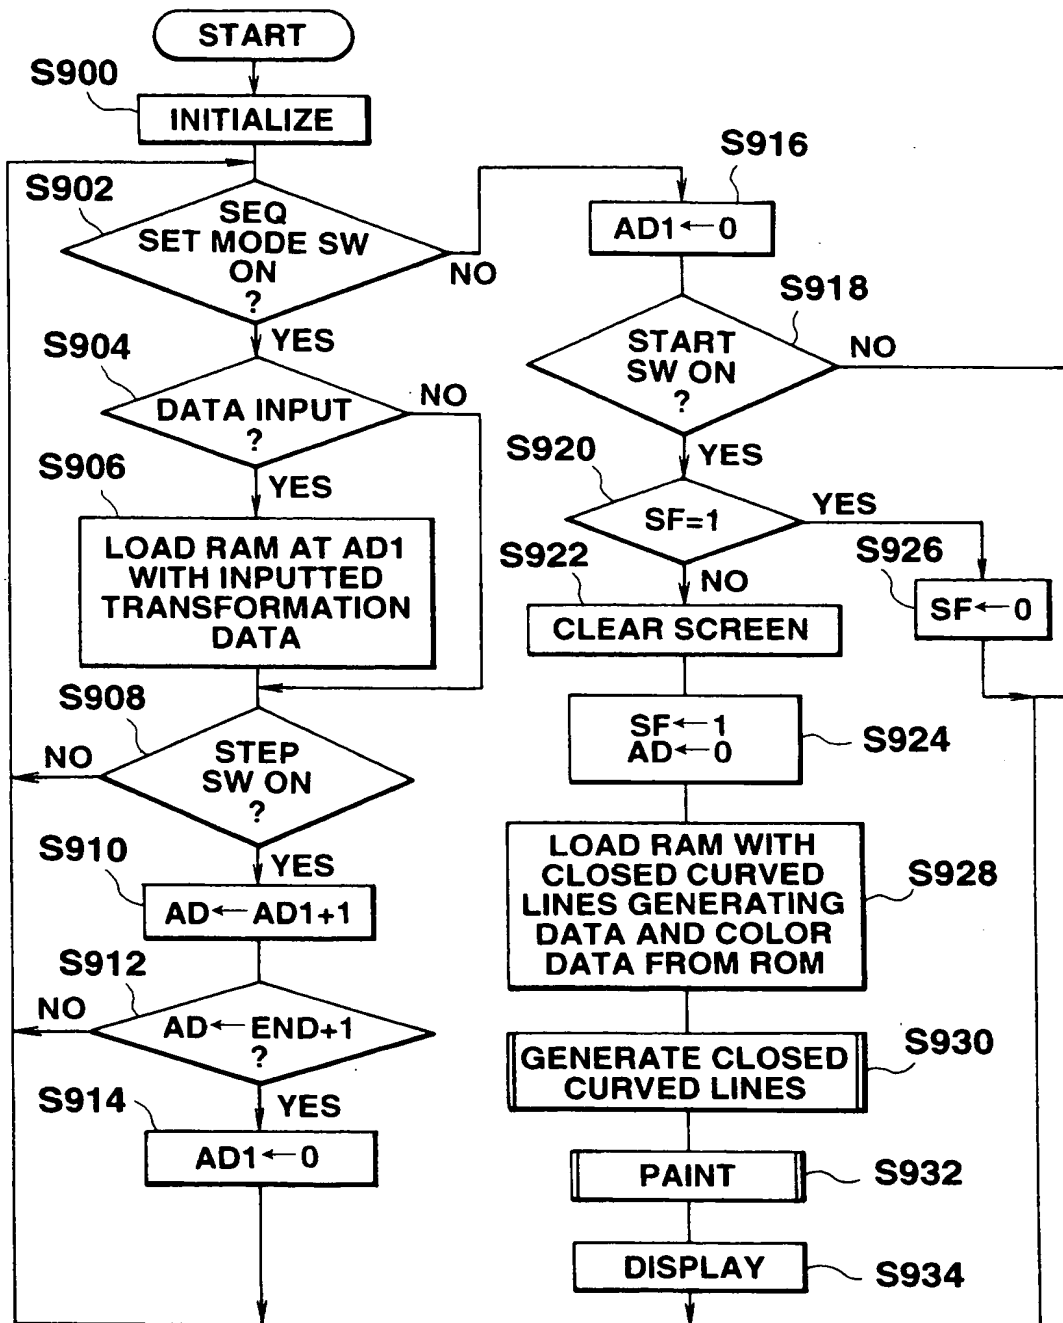 START
S900
INITIALIZE
S902
SEQ
SET MODE SW
ON
?
NO
YES
S904
DATA INPUT
?
NO
YES
S906
LOAD RAM AT AD1
WITH INPUTTED
TRANSFORMATION
DATA
S908
STEP
SW ON
?
NO
YES
S910
AD←AD1+1
S912
AD←END+1
?
NO
YES
S914
AD1←0
S916
AD1←0
S918
START
SW ON
?
NO
YES
S920
SF=1
YES
NO
S922
CLEAR SCREEN
S926
SF←0
SF←1
AD←0
S924
LOAD RAM WITH
CLOSED CURVED
LINES GENERATING
DATA AND COLOR
DATA FROM ROM
S928
GENERATE CLOSED
CURVED LINES
S930
PAINT
S932
DISPLAY
S934